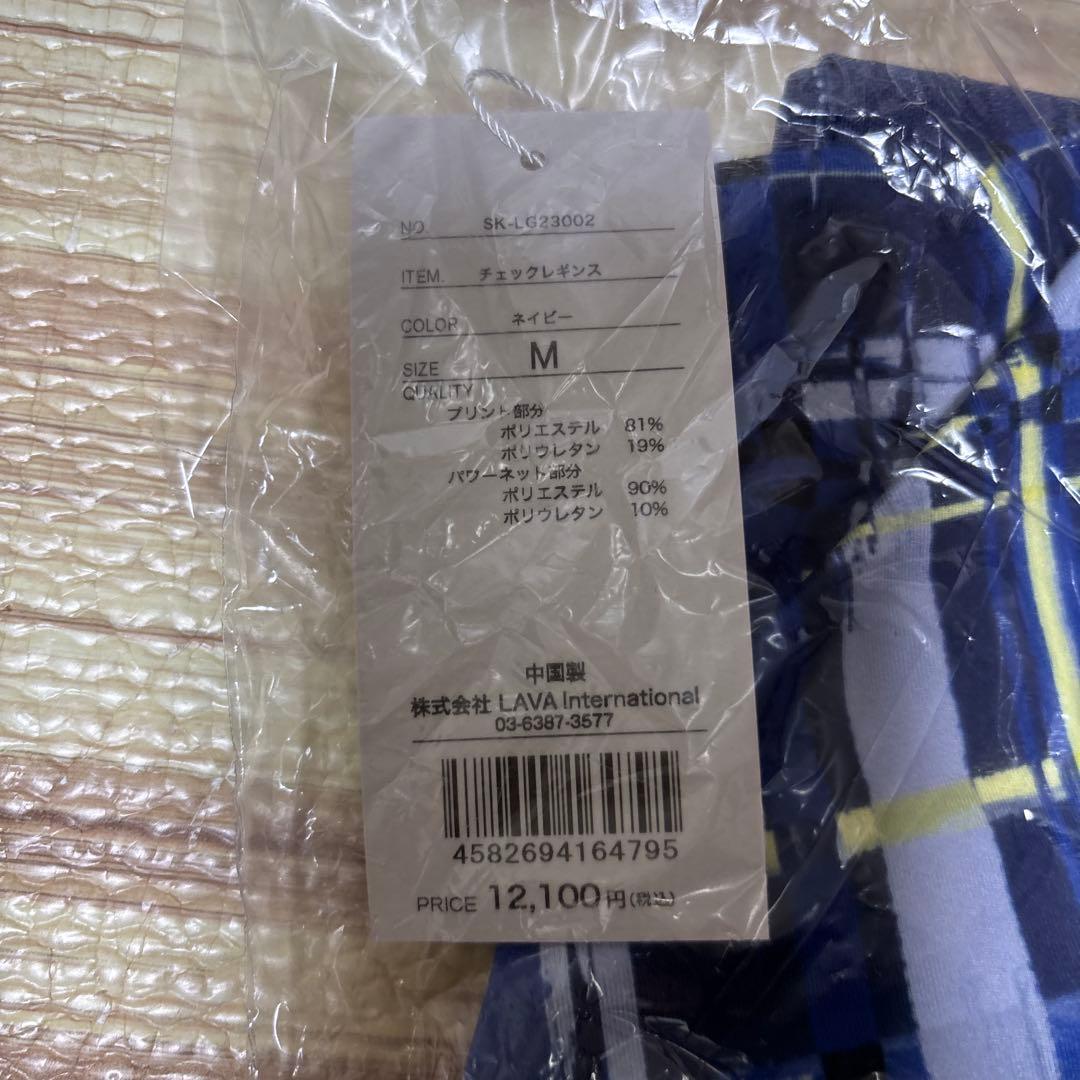 NO. SK-LG23002
ITEM. チェックレギンス
COLOR ネイビー
SIZE M
QUALITY
プリント部分
ポリエステル 81%
ポリウレタン 19%
パワーネット部分
ポリエステル 90%
ポリウレタン 10%
中国製
株式会社 LAVA International
03-6387-3577
4582694164795
PRICE 12,100円(税込)